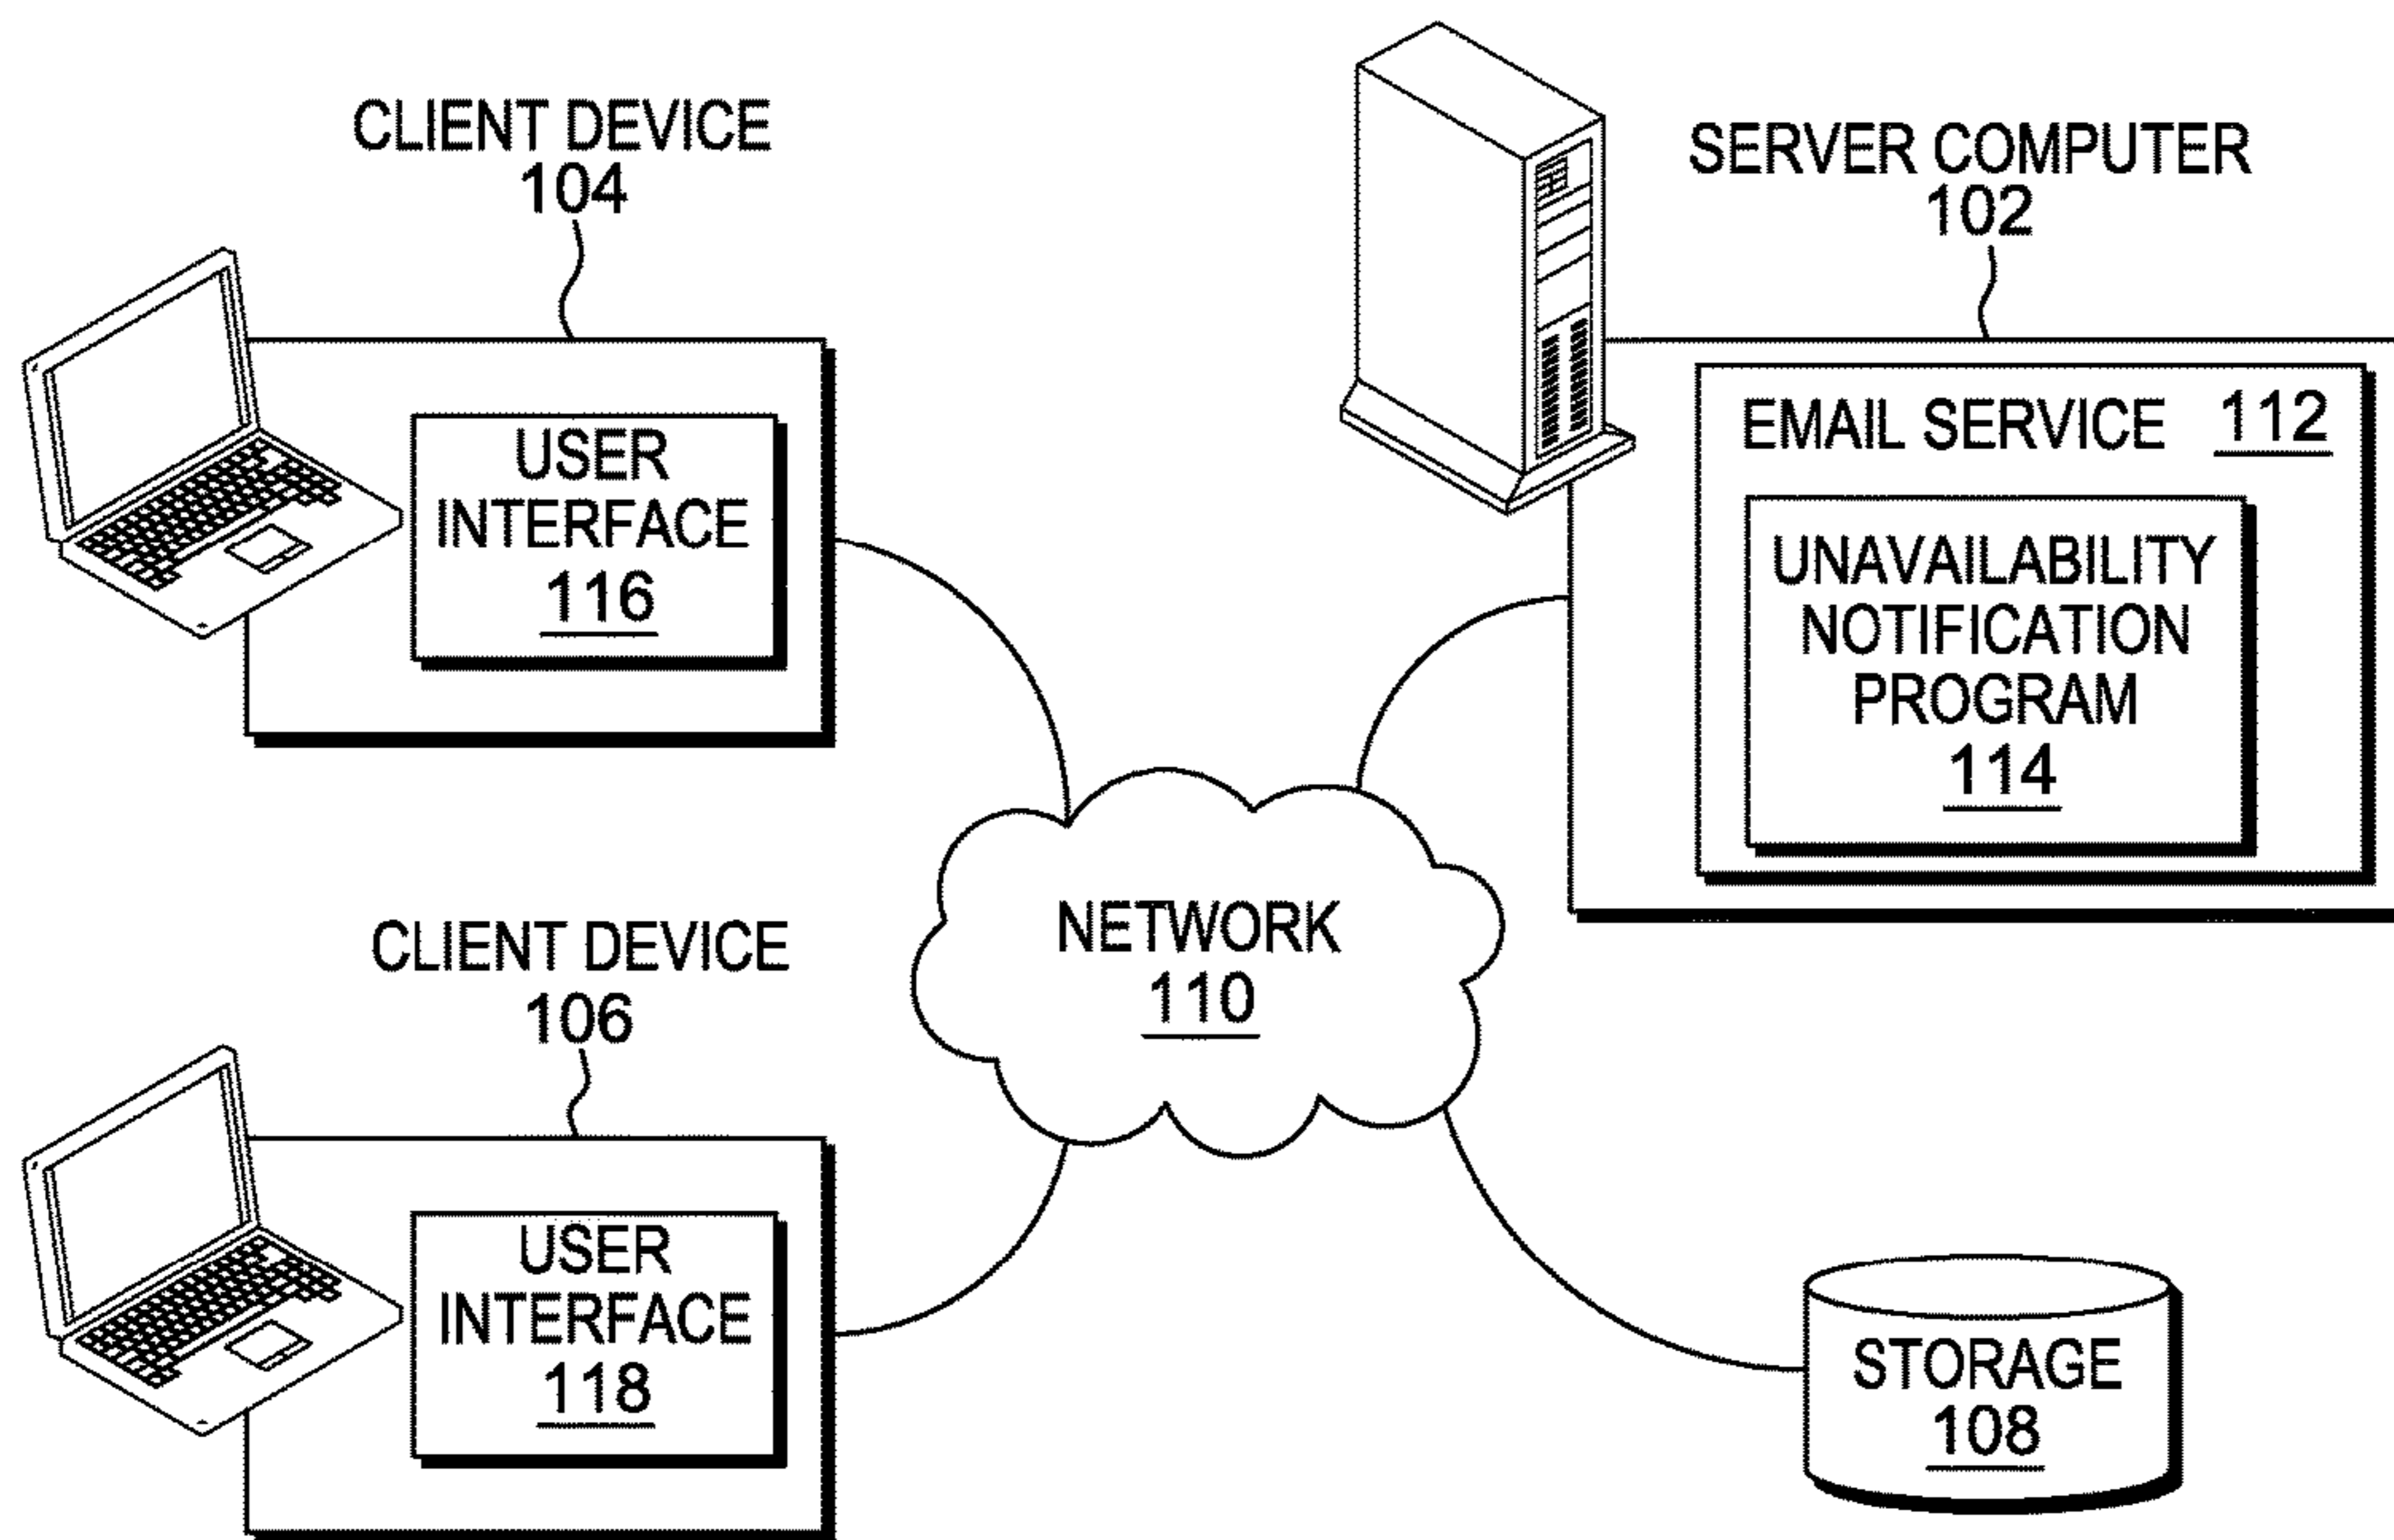 CLIENT DEVICE
104
USER
INTERFACE
116
SERVER COMPUTER
102
EMAIL SERVICE 112
UNAVAILABILITY
NOTIFICATION
PROGRAM
114
NETWORK
110
CLIENT DEVICE
106
USER
INTERFACE
118
STORAGE
108